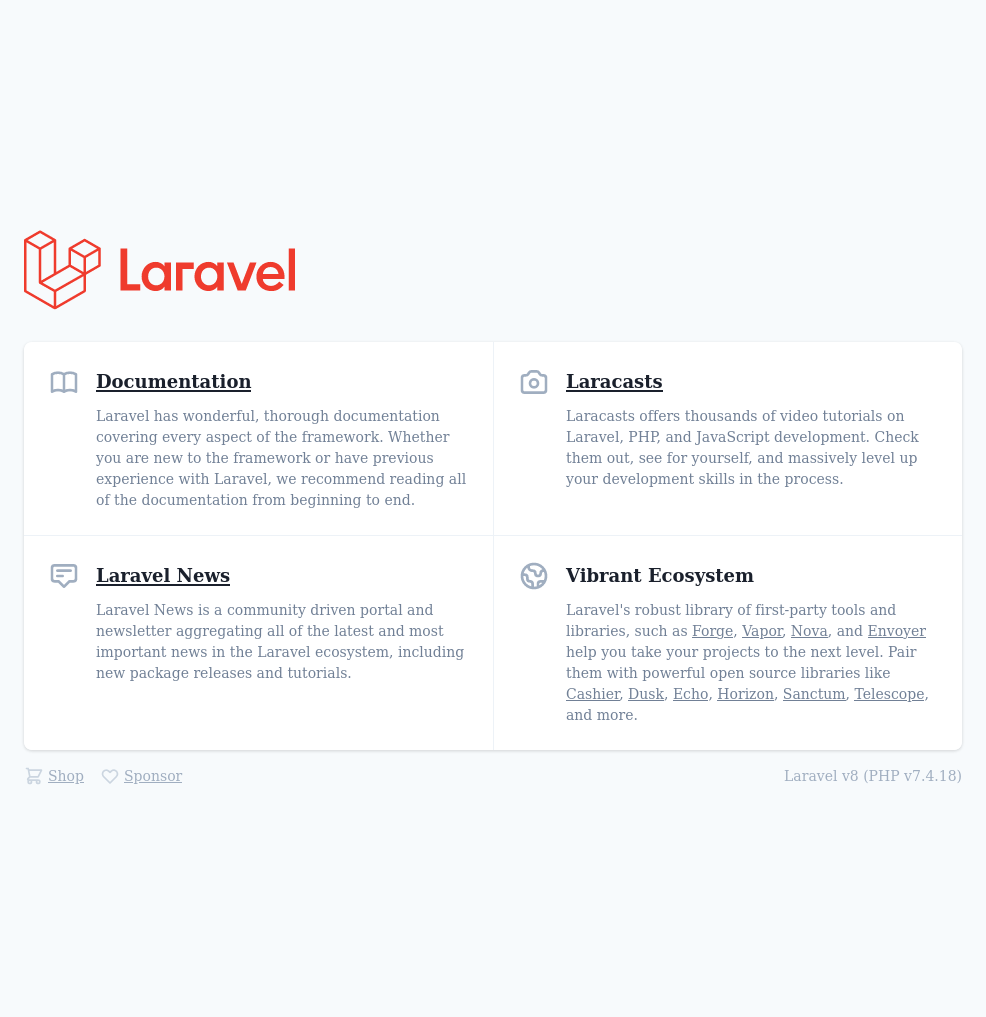 Laravel
Documentation
Laravel has wonderful, thorough documentation
covering every aspect of the framework. Whether
you are new to the framework or have previous
experience with Laravel, we recommend reading all
of the documentation from beginning to end.
Laracasts
Laracasts offers thousands of video tutorials on
Laravel, PHP, and JavaScript development. Check
them out, see for yourself, and massively level up
your development skills in the process.
Laravel News
Laravel News is a community driven portal and
newsletter aggregating all of the latest and most
important news in the Laravel ecosystem, including
new package releases and tutorials.
Vibrant Ecosystem
Laravel's robust library of first-party tools and
libraries, such as Forge, Vapor, Nova, and Envoyer
help you take your projects to the next level. Pair
them with powerful open source libraries like
Cashier, Dusk, Echo, Horizon, Sanctum, Telescope,
and more.
Shop Sponsor Laravel v8 (PHP v7.4.18)